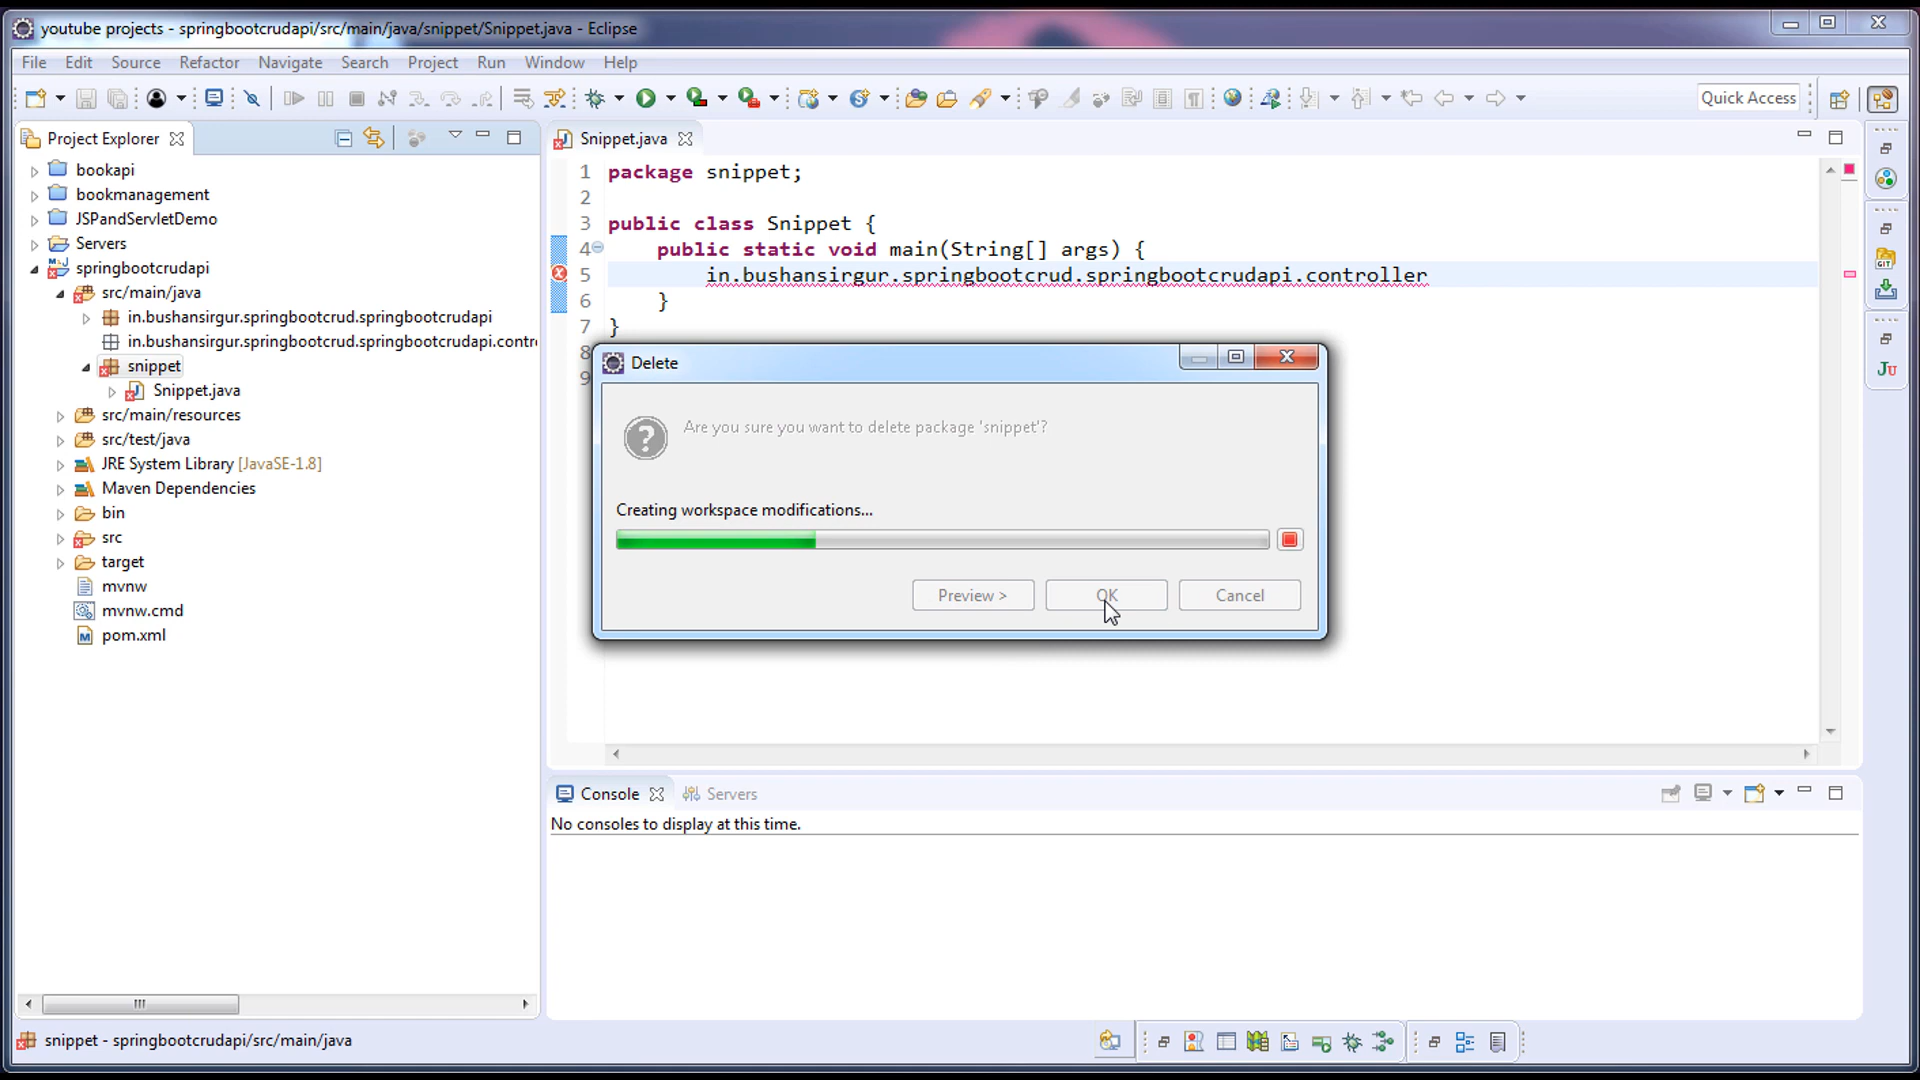 youtube projects - springbootcrudapi/src/main/java/snippet/Snippet.java - Eclipse
File Edit Source Refactor Navigate Search Project Run Window Help
Quick Access
Project Explorer
bookapi
bookmanagement
JSPandServletDemo
Servers
springbootcrudapi
src/main/java
in.bushansirgur.springbootcrud.springbootcrudapi
in.bushansirgur.springbootcrud.springbootcrudapi.contr
snippet
Snippet.java
src/main/resources
src/test/java
JRE System Library [JavaSE-1.8]
Maven Dependencies
bin
src
target
mvnw
mvnw.cmd
pom.xml
Snippet.java
1 package snippet;
2
3 public class Snippet {
4 public static void main(String[] args) {
5 in.bushansirgur.springbootcrud.springbootcrudapi.controller
6 }
7 }
8
9
Delete
Are you sure you want to delete package 'snippet'?
Creating workspace modifications...
Preview > OK Cancel
Console Servers
No consoles to display at this time.
GIT
JU
snippet - springbootcrudapi/src/main/java